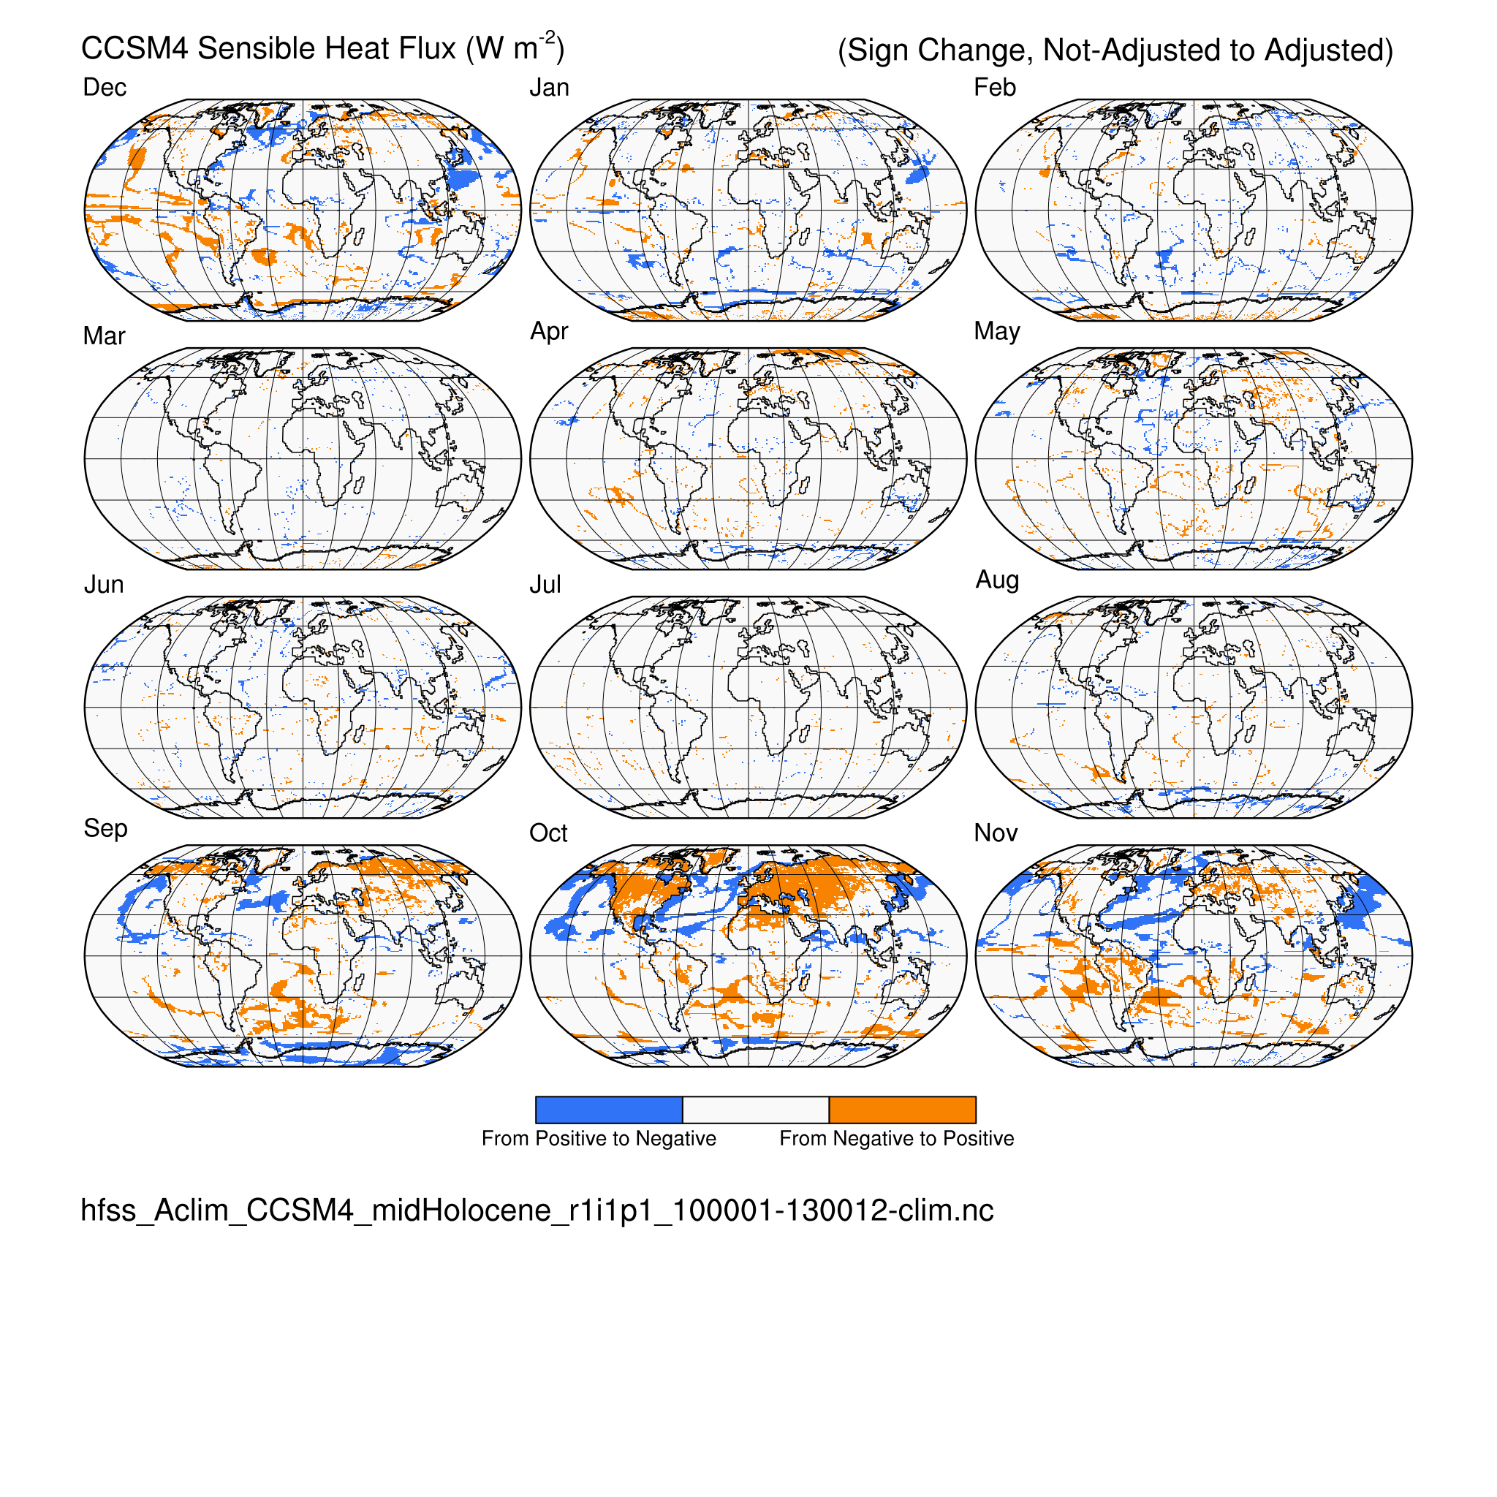 CCSM4 Sensible Heat Flux (W m-2)
(Sign Change, Not-Adjusted to Adjusted)
Dec
Jan
Feb
Mar
Apr
May
Jun
Jul
Aug
Sep
Oct
Nov
From Positive to Negative
From Negative to Positive
hfss_Aclim_CCSM4_midHolocene_r1i1p1_100001-130012-clim.nc